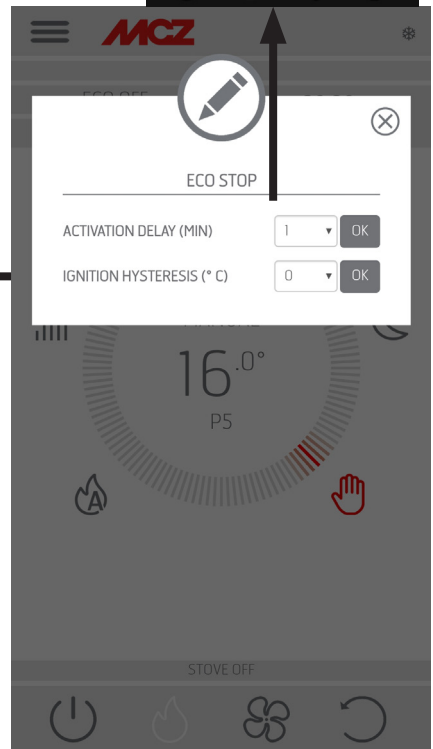 MCZ
ECO STOP
ACTIVATION DELAY (MIN) 1 OK
IGNITION HYSTERESIS (° C) 0 OK
16.0°
P5
A
STOVE OFF